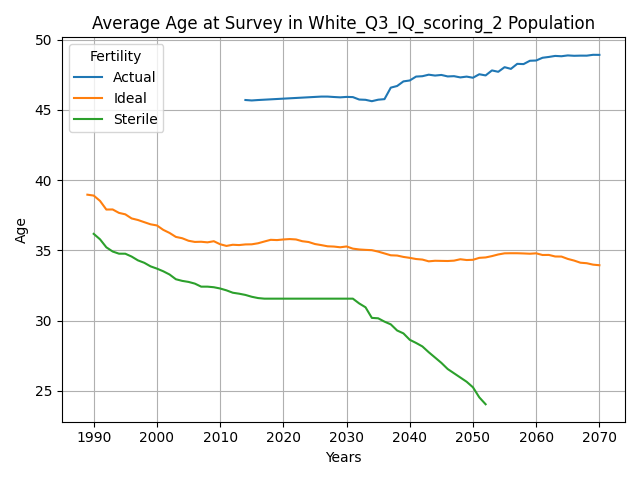 Average Age at Survey in White_Q3_IQ_scoring_2 Population
Fertility
Actual
Ideal
Sterile
Age
50
45
40
35
30
25
1990 2000 2010 2020 2030 2040 2050 2060 2070
Years